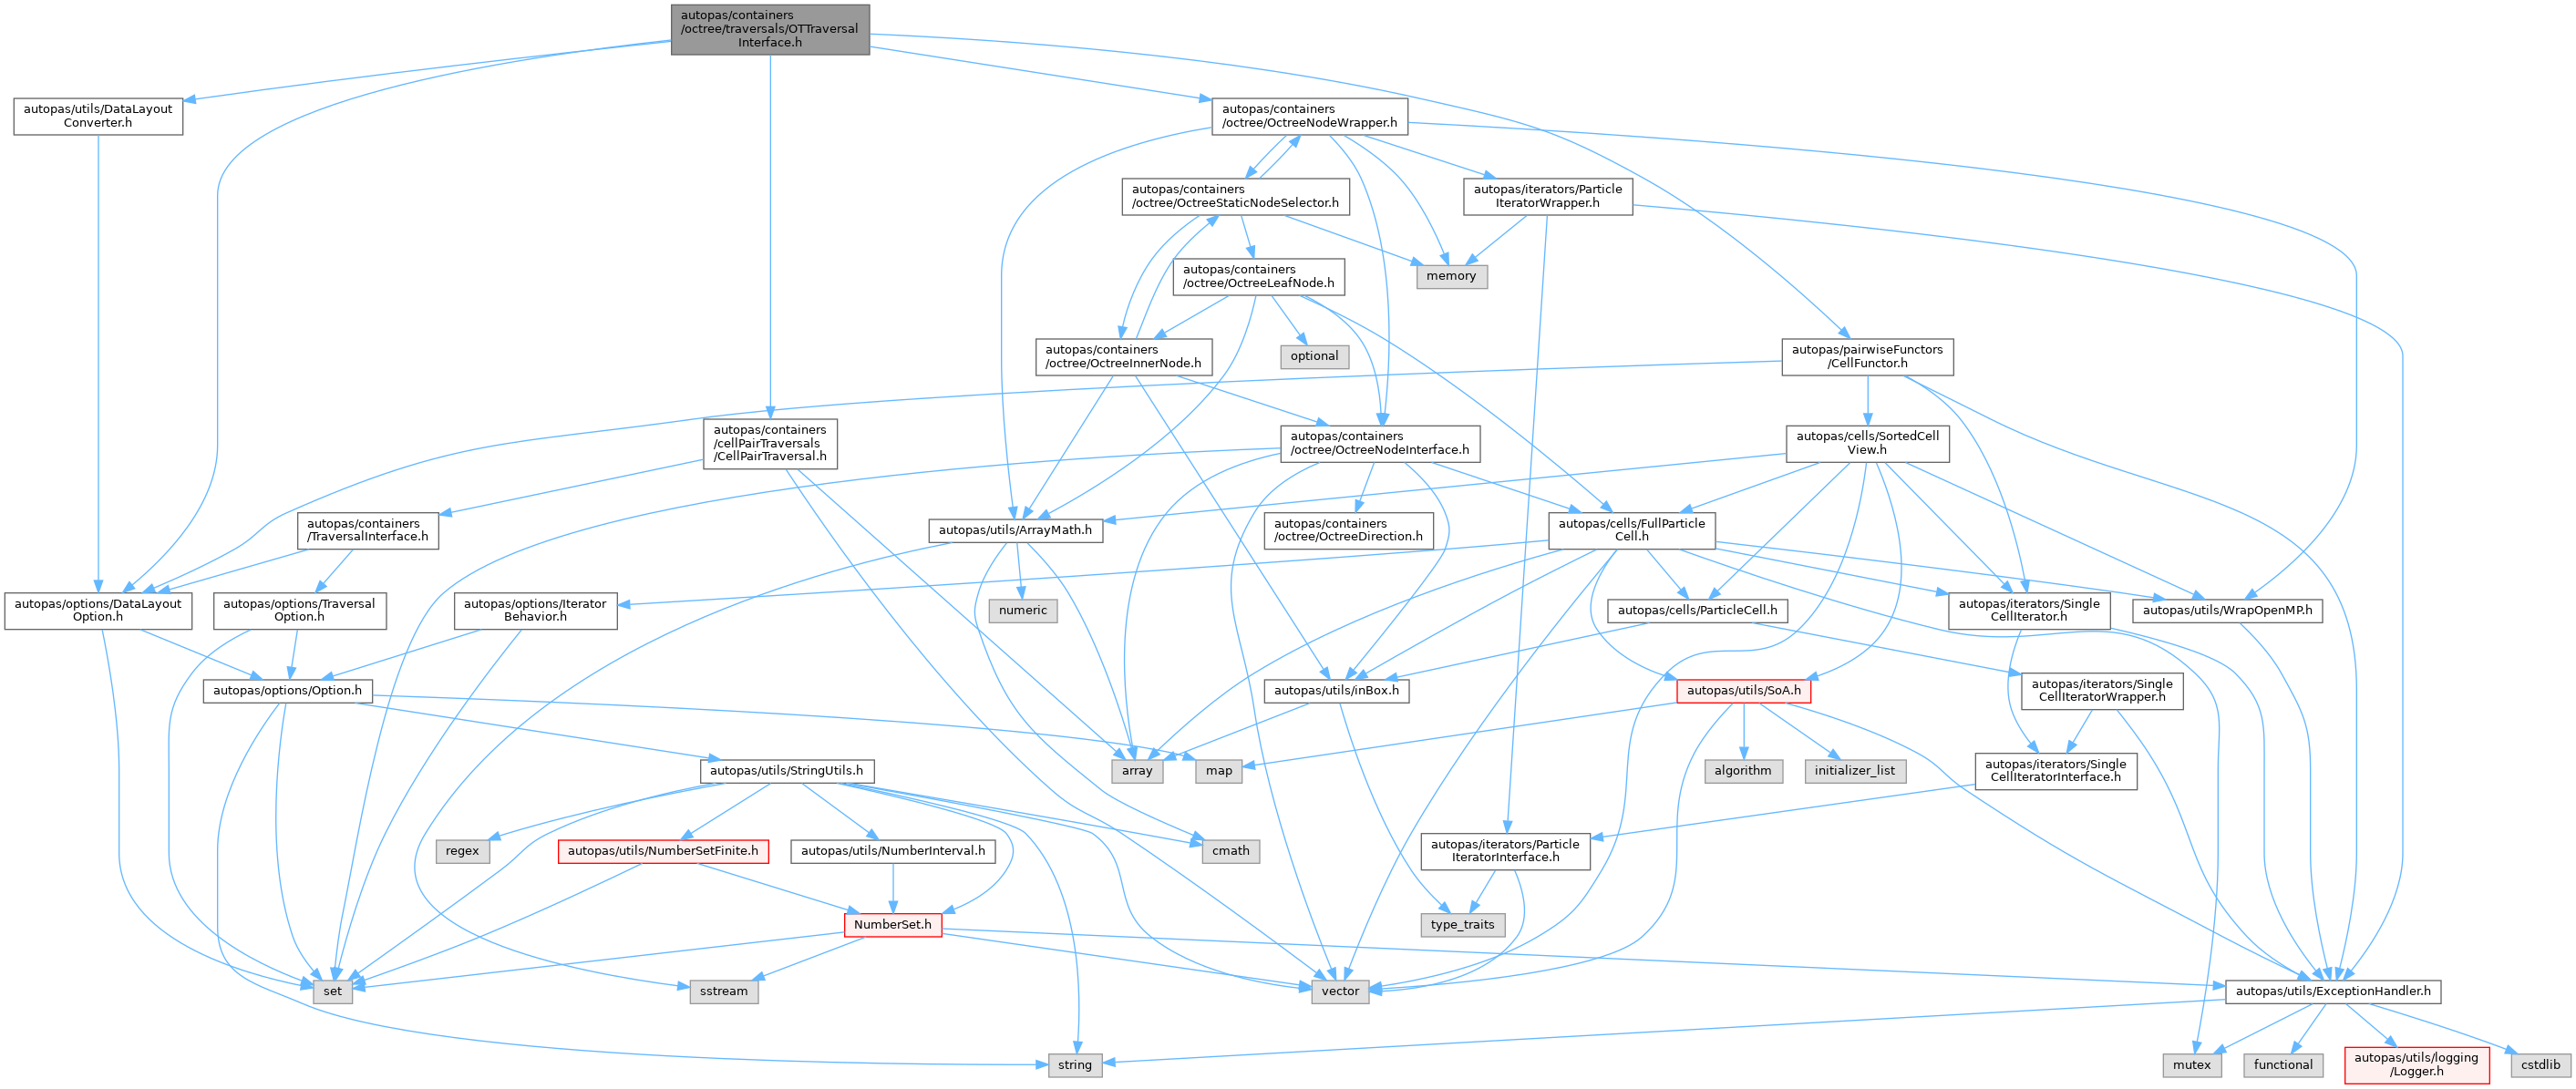 autopas/containers
/octree/traversals/OTTraversal
Interface.h
autopas/utils/DataLayout
Converter.h
autopas/containers
/octree/OctreeNodeWrapper.h
autopas/containers
/octree/OctreeStaticNodeSelector.h
autopas/iterators/Particle
IteratorWrapper.h
autopas/containers
/octree/OctreeLeafNode.h
memory
autopas/containers
/octree/OctreeInnerNode.h
optional
autopas/pairwiseFunctors
/CellFunctor.h
autopas/containers
/cellPairTraversals
/CellPairTraversal.h
autopas/containers
/octree/OctreeNodeInterface.h
autopas/cells/SortedCell
View.h
autopas/containers
/TraversalInterface.h
autopas/utils/ArrayMath.h
autopas/containers
/octree/OctreeDirection.h
autopas/cells/FullParticle
Cell.h
autopas/options/DataLayout
Option.h
autopas/options/Traversal
Option.h
autopas/options/Iterator
Behavior.h
numeric
autopas/cells/ParticleCell.h
autopas/iterators/Single
CellIterator.h
autopas/utils/WrapOpenMP.h
autopas/options/Option.h
autopas/utils/inBox.h
autopas/utils/SoA.h
autopas/iterators/Single
CellIteratorWrapper.h
autopas/utils/StringUtils.h
array
map
algorithm
initializer_list
autopas/iterators/Single
CellIteratorInterface.h
regex
autopas/utils/NumberSetFinite.h
autopas/utils/NumberInterval.h
cmath
autopas/iterators/Particle
IteratorInterface.h
NumberSet.h
type_traits
set
sstream
vector
autopas/utils/ExceptionHandler.h
string
mutex
functional
autopas/utils/logging
/Logger.h
cstdlib